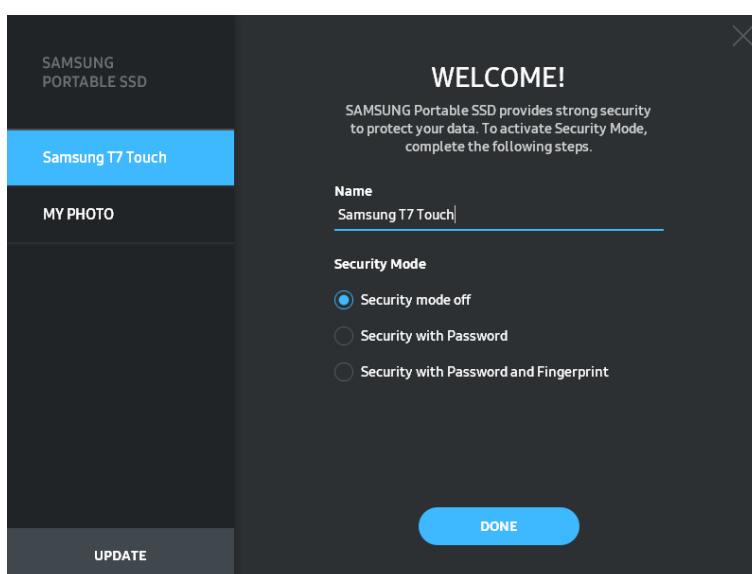 SAMSUNG
PORTABLE SSD
Samsung T7 Touch
MY PHOTO
UPDATE
WELCOME!
SAMSUNG Portable SSD provides strong security
to protect your data. To activate Security Mode,
complete the following steps.
Name
Samsung T7 Touch
Security Mode
Security mode off
Security with Password
Security with Password and Fingerprint
DONE